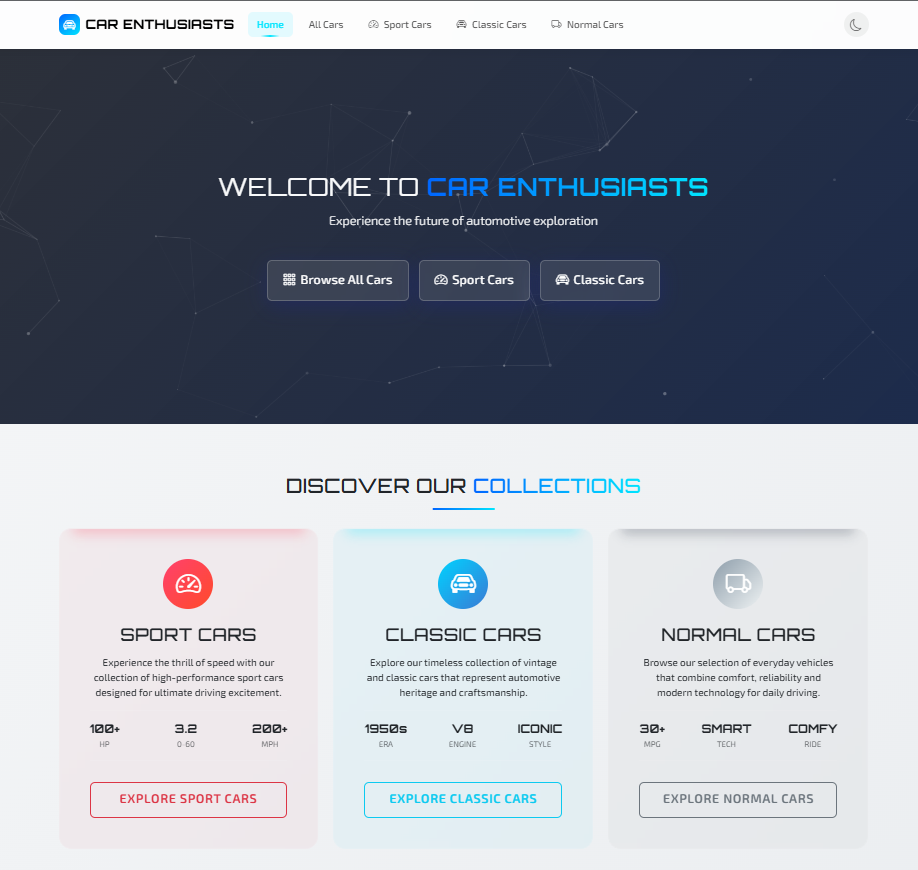 CAR ENTHUSIASTS
Home
All Cars
Sport Cars
Classic Cars
Normal Cars
WELCOME TO CAR ENTHUSIASTS
Experience the future of automotive exploration
Browse All Cars
Sport Cars
Classic Cars
DISCOVER OUR COLLECTIONS
SPORT CARS
Experience the thrill of speed with our
collection of high-performance sport cars
designed for ultimate driving excitement.
100+
HP
3.2
0-60
200+
MPH
EXPLORE SPORT CARS
CLASSIC CARS
Explore our timeless collection of vintage
and classic cars that represent automotive
heritage and craftsmanship.
1950s
ERA
V8
ENGINE
ICONIC
STYLE
EXPLORE CLASSIC CARS
NORMAL CARS
Browse our selection of everyday vehicles
that combine comfort, reliability and
modern technology for daily driving.
30+
MPG
SMART
TECH
COMFY
RIDE
EXPLORE NORMAL CARS